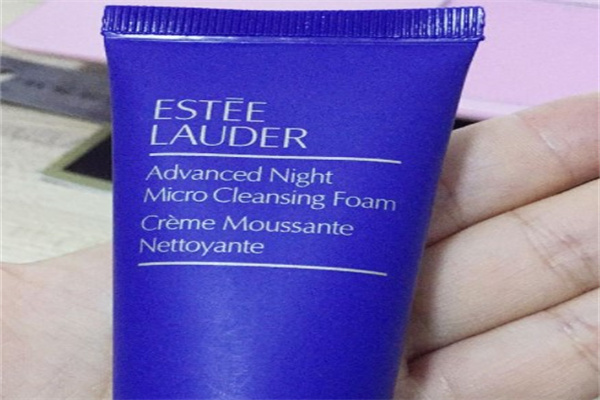 ESTĒE
LAUDER
Advanced Night
Micro Cleansing Foam
Crème Moussante
Nettoyante